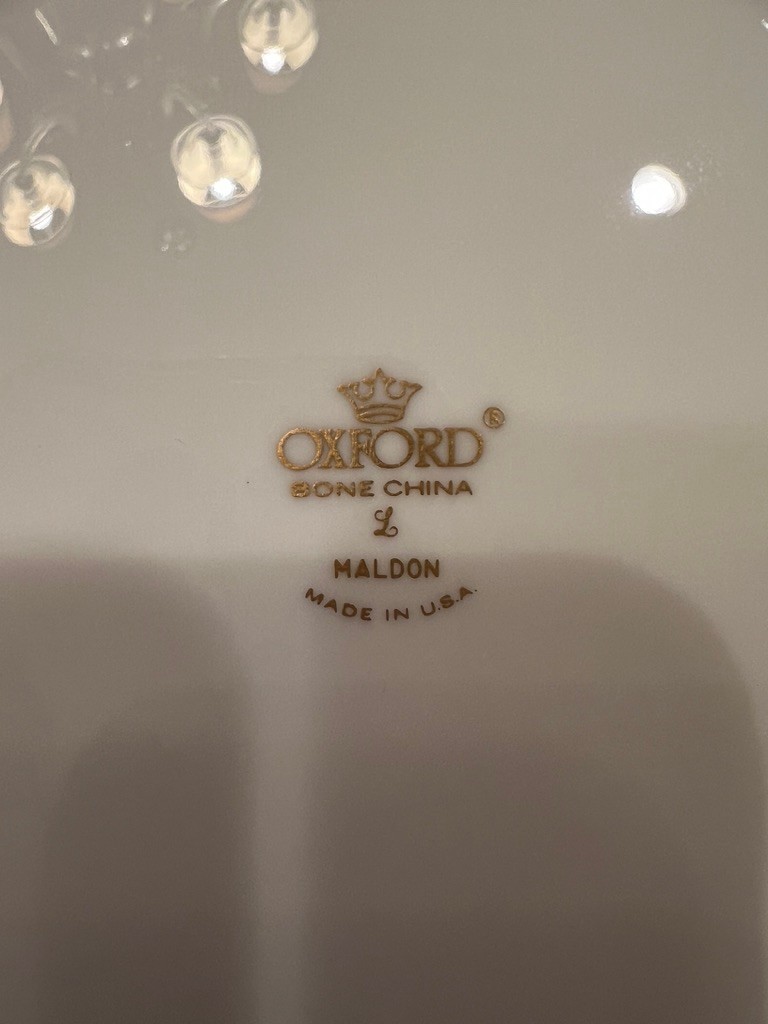 OXFORD®
BONE CHINA
L
MALDON
MADE IN U.S.A.